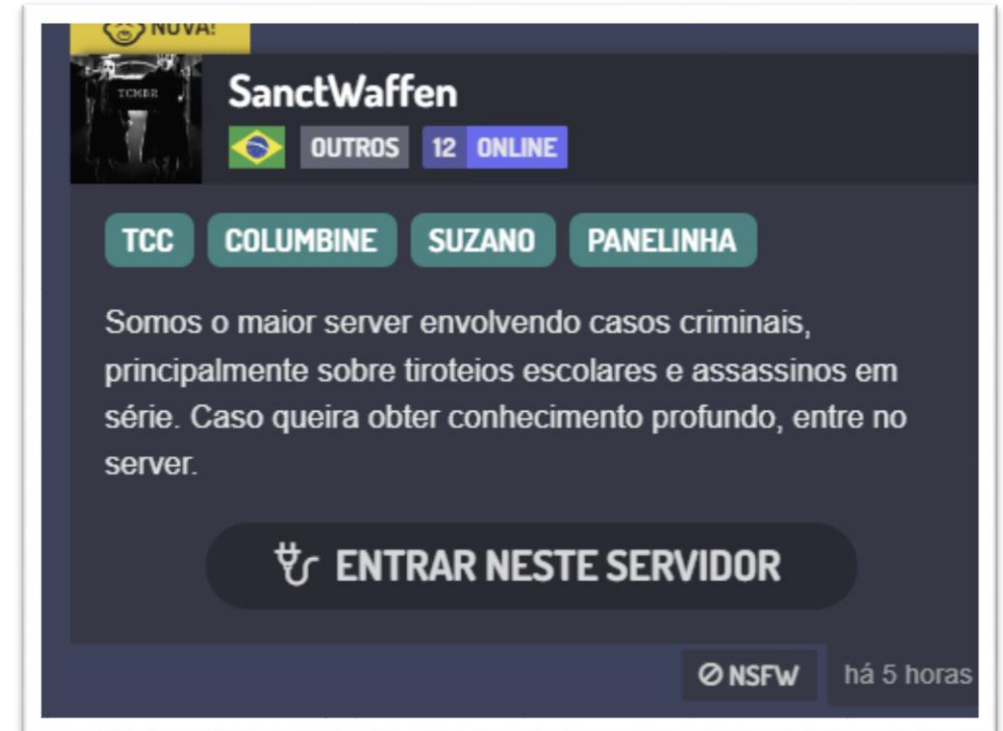 NOVA!
TCMBR
SanctWaffen
OUTROS 12 ONLINE
TCC COLUMBINE SUZANO PANELINHA
Somos o maior server envolvendo casos criminais,
principalmente sobre tiroteios escolares e assassinos em
série. Caso queira obter conhecimento profundo, entre no
server.
ENTRAR NESTE SERVIDOR
NSFW há 5 horas